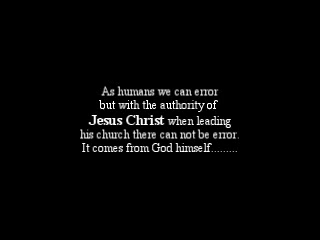 As humans we can error
but with the authority of
Jesus Christ when leading
his church there can not be error.
It comes from God himself.........